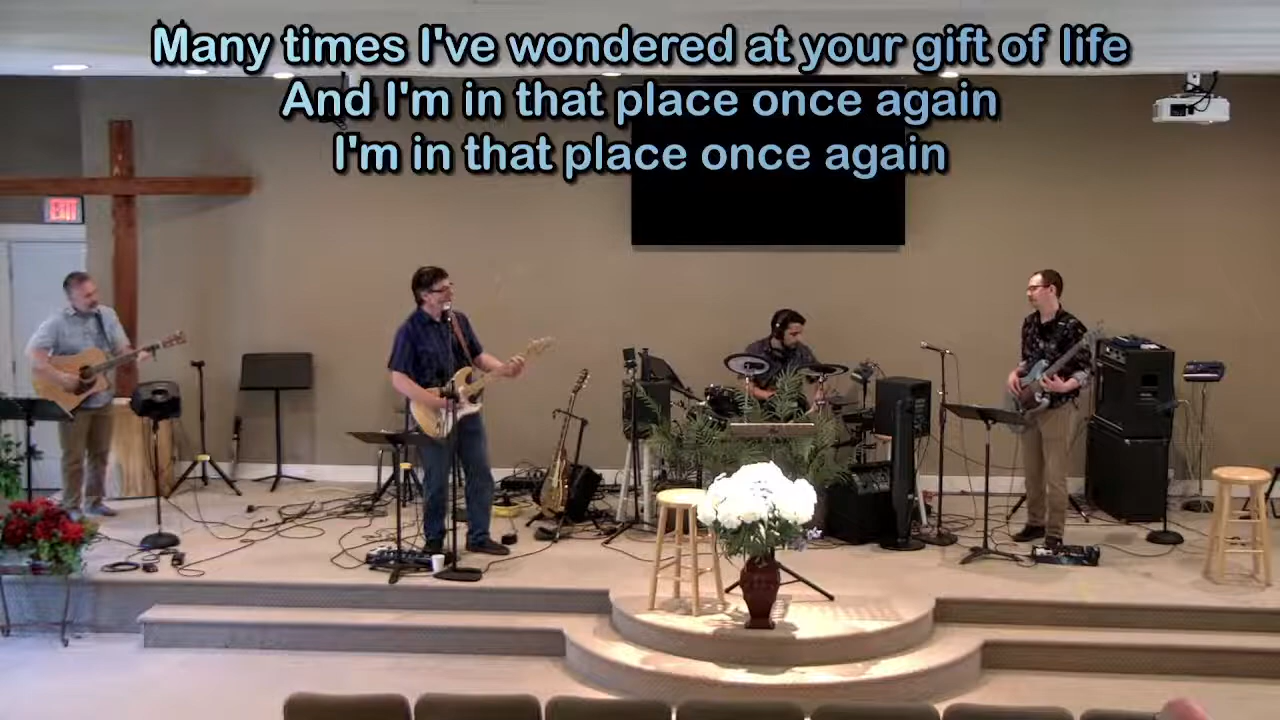 Many times I've wondered at your gift of life
And I'm in that place once again
I'm in that place once again
EXIT